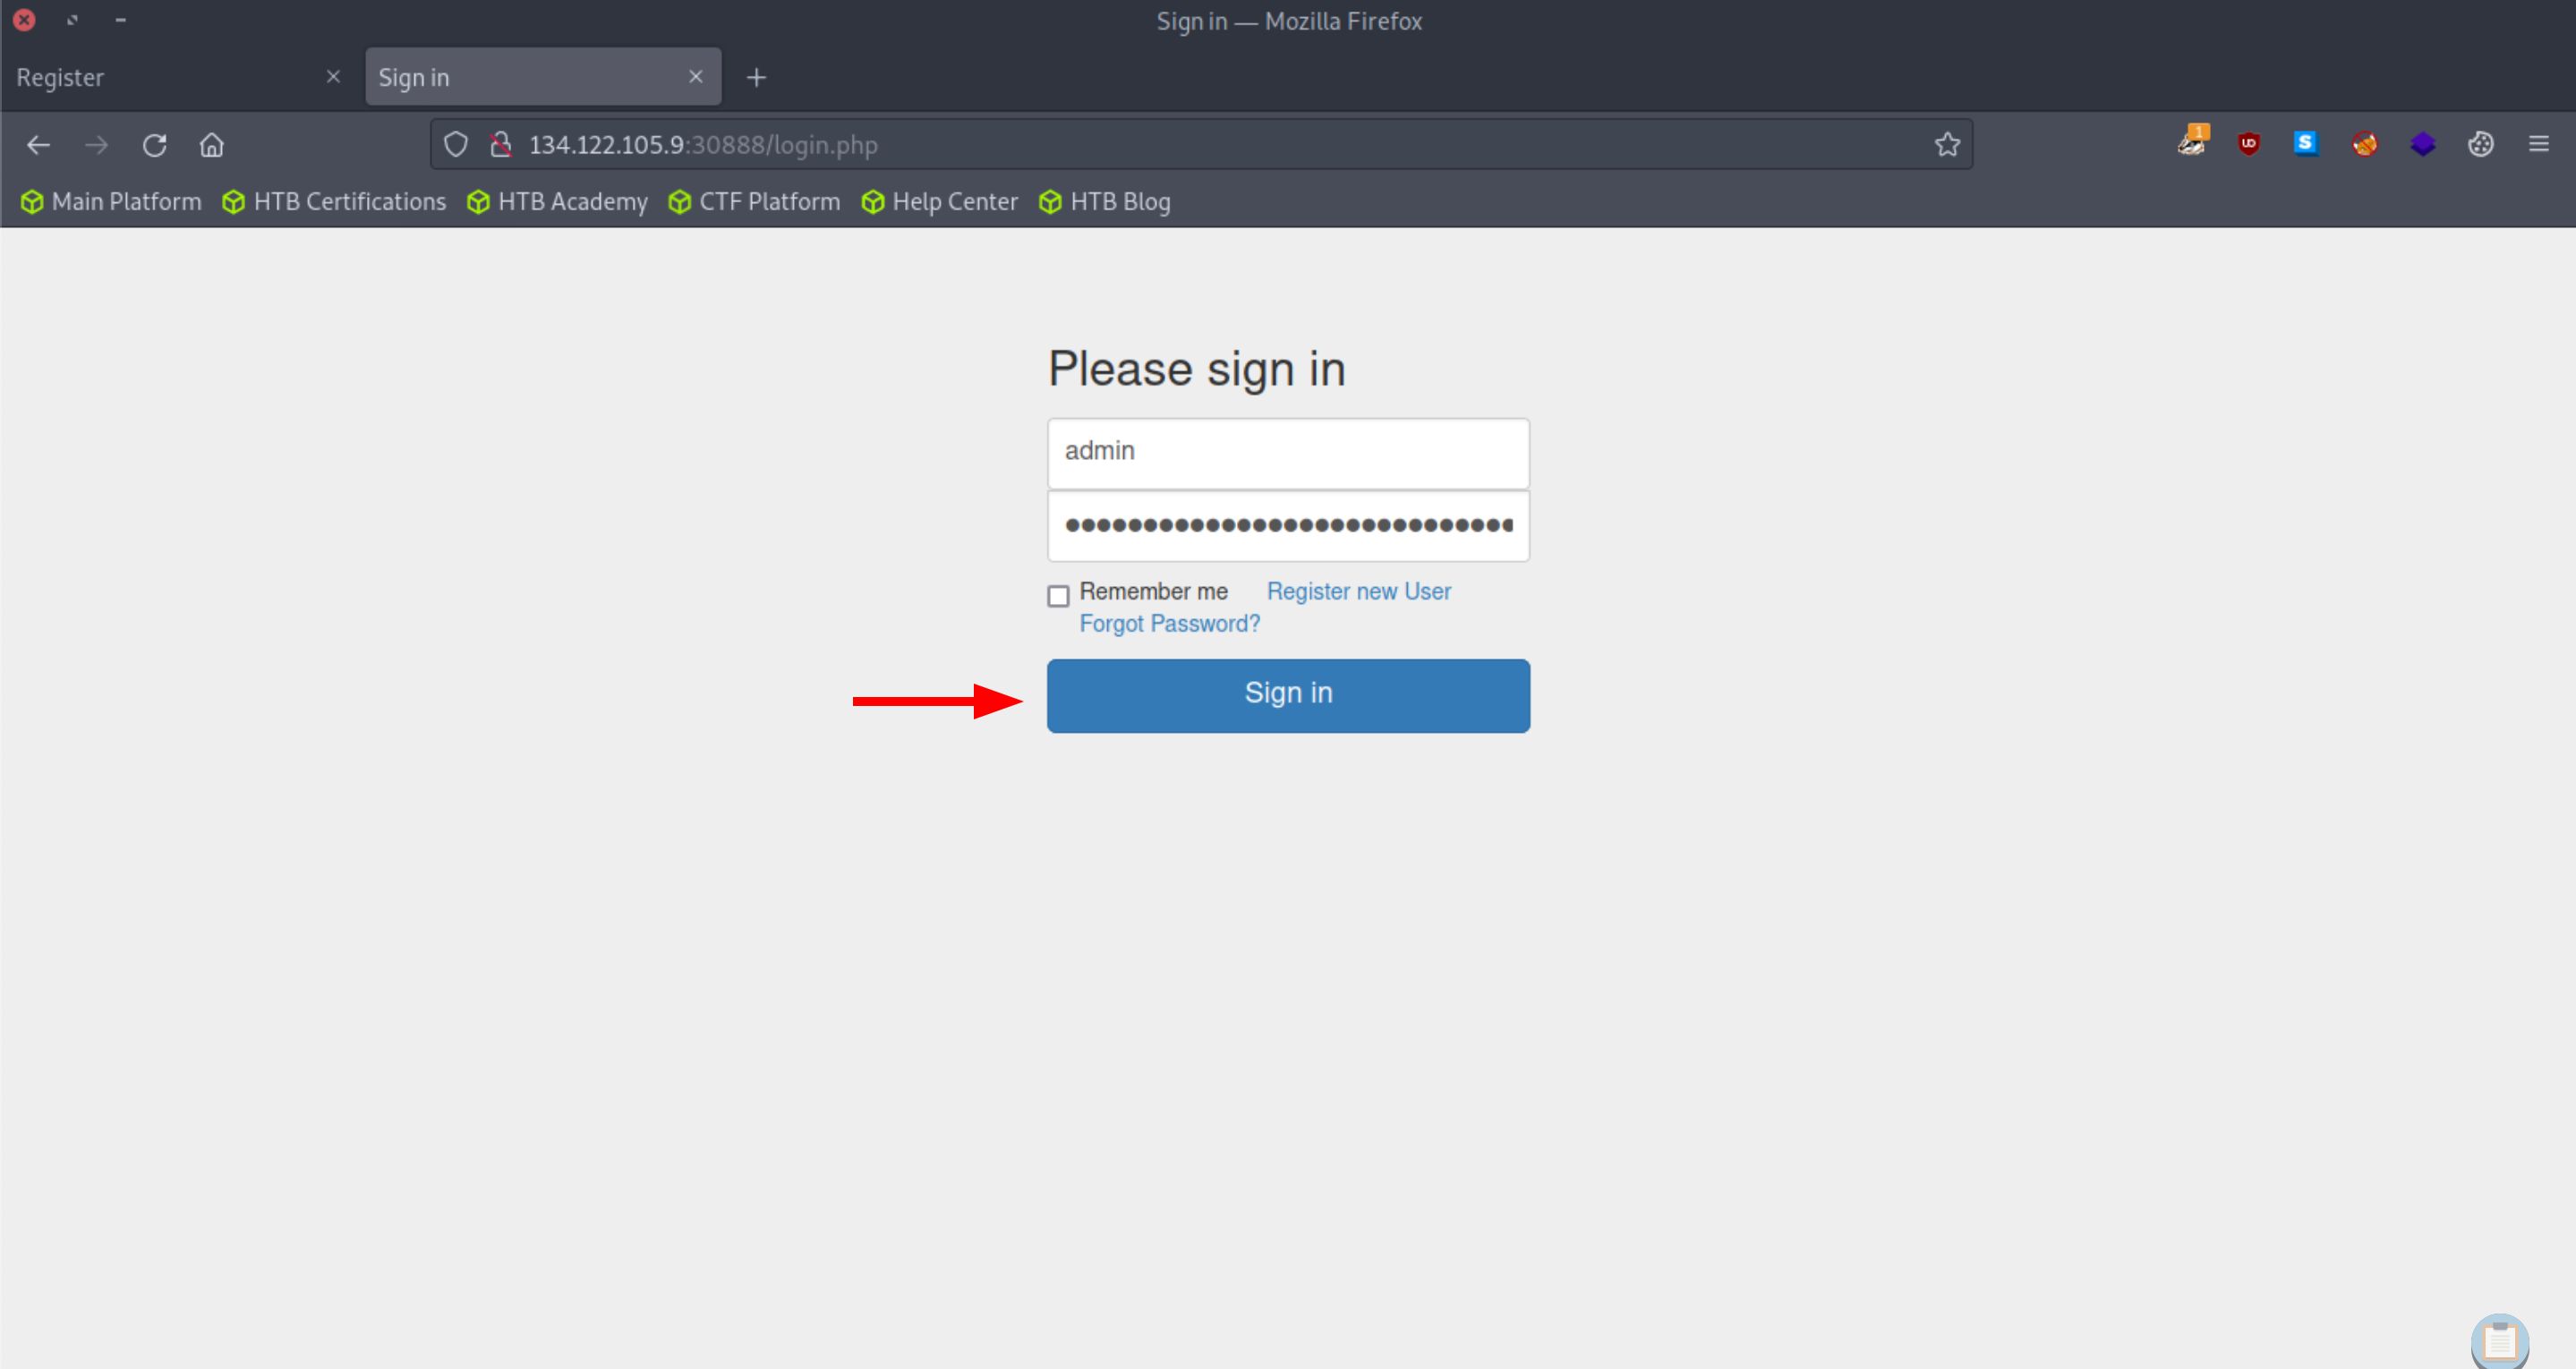 Sign in — Mozilla Firefox
Register
Sign in
134.122.105.9:30888/login.php
1
UD
S
Main Platform HTB Certifications HTB Academy CTF Platform Help Center HTB Blog
Please sign in
admin
Remember me Register new User
Forgot Password?
Sign in